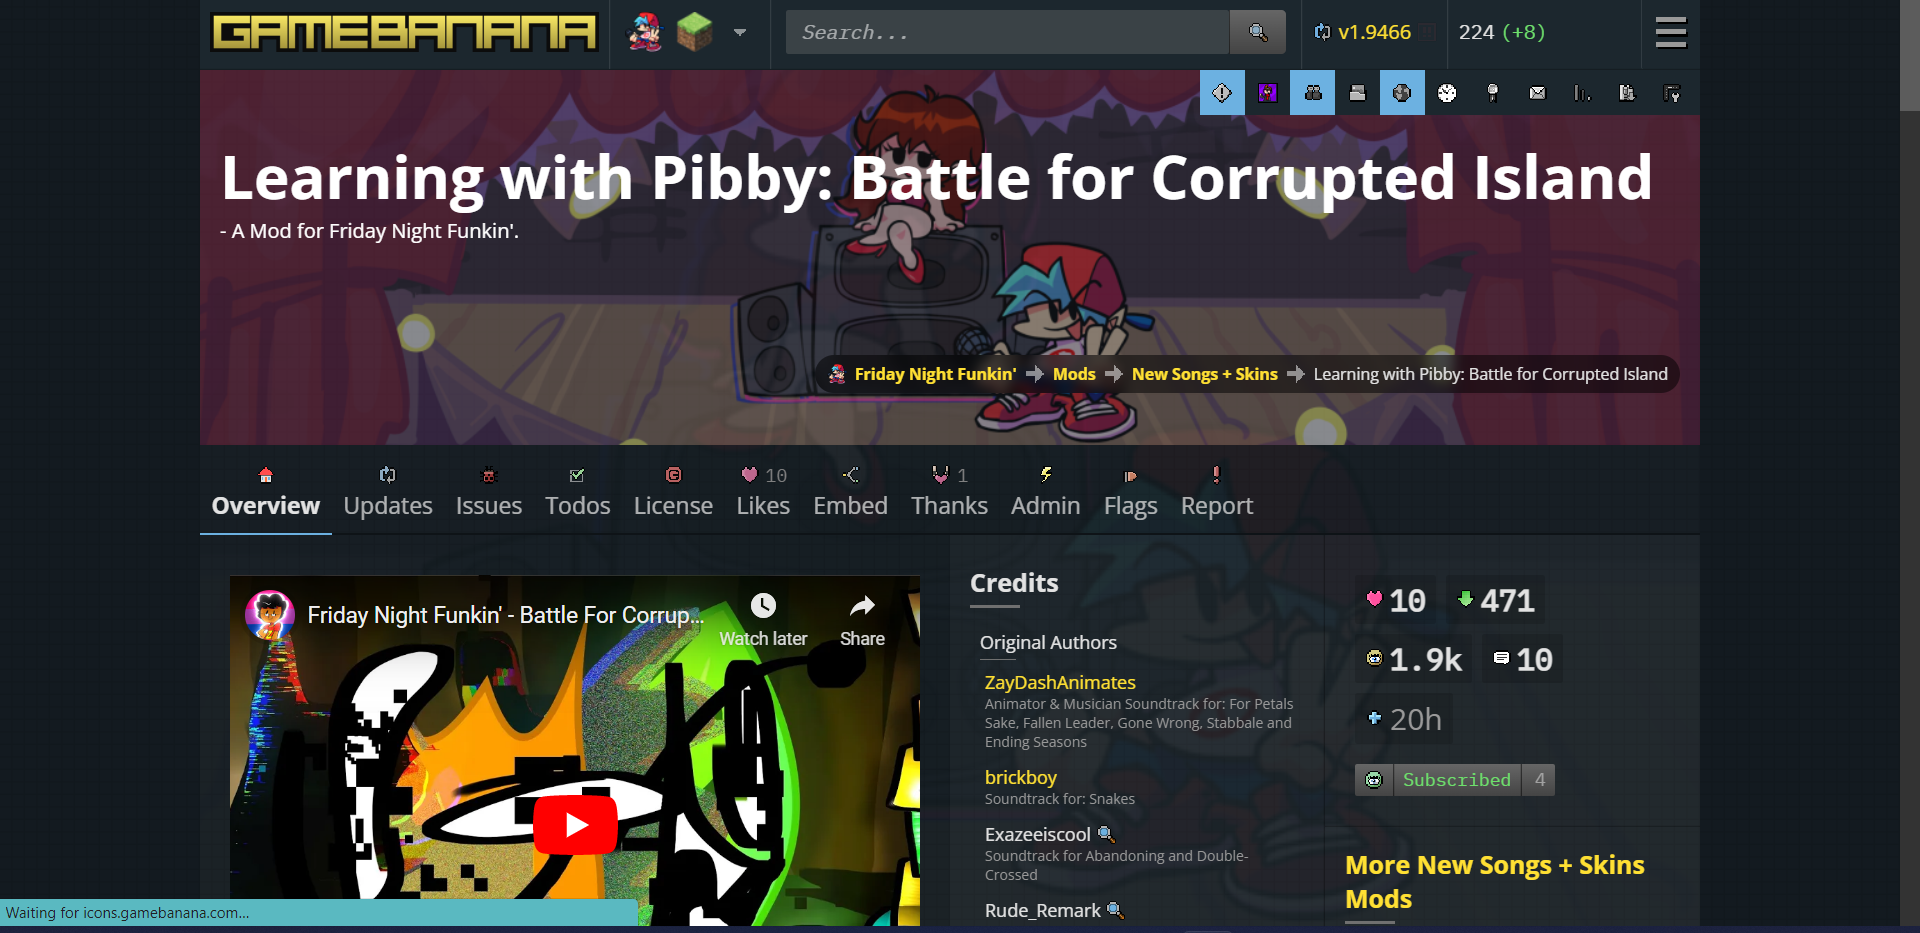 GAMEBANANA
Search...
v1.9466
224 (+8)
Learning with Pibby: Battle for Corrupted Island
- A Mod for Friday Night Funkin'.
Friday Night Funkin' Mods New Songs + Skins Learning with Pibby: Battle for Corrupted Island
10
1
Overview Updates Issues Todos License Likes Embed Thanks Admin Flags Report
Friday Night Funkin' - Battle For Corrup...
Watch later
Share
Credits
Original Authors
ZayDashAnimates
Animator & Musician Soundtrack for: For Petals
Sake, Fallen Leader, Gone Wrong, Stabbale and
Ending Seasons
brickboy
Soundtrack for: Snakes
Exazeeiscool
Soundtrack for Abandoning and Double-
Crossed
Rude_Remark
10 471
1.9k 10
20h
Subscribed 4
More New Songs + Skins
Mods
Waiting for icons.gamebanana.com...